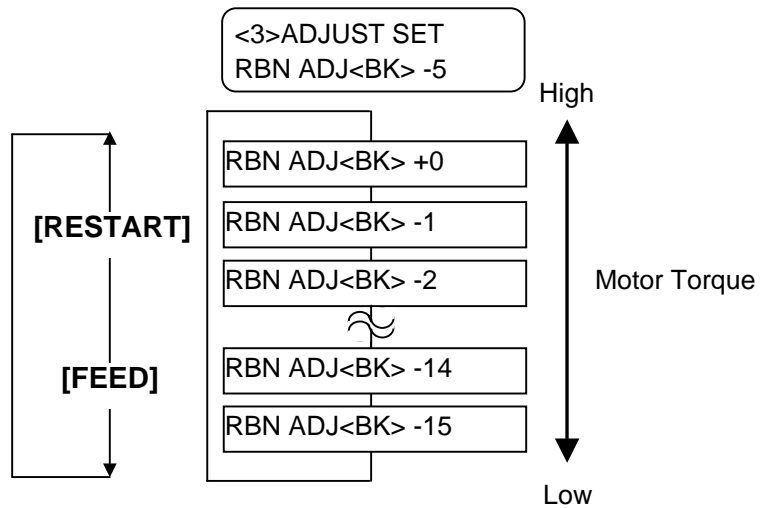 <3>ADJUST SET
RBN ADJ<BK> -5
High
RBN ADJ<BK> +0
[RESTART]
RBN ADJ<BK> -1
RBN ADJ<BK> -2
Motor Torque
[FEED]
RBN ADJ<BK> -14
RBN ADJ<BK> -15
Low